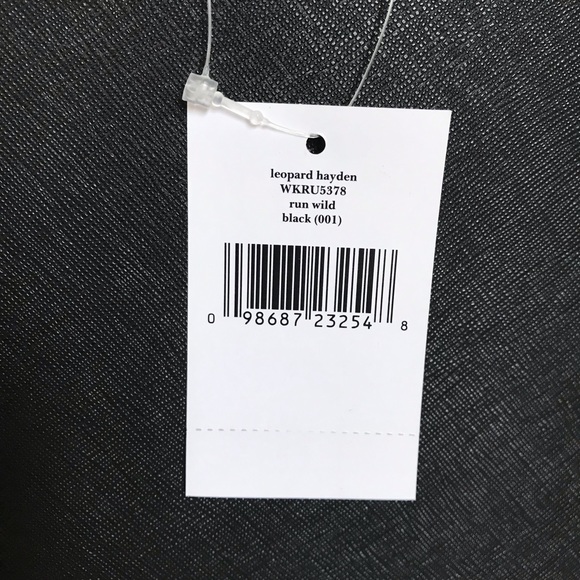 leopard hayden
WKRU5378
run wild
black (001)
0 98687 23254 8